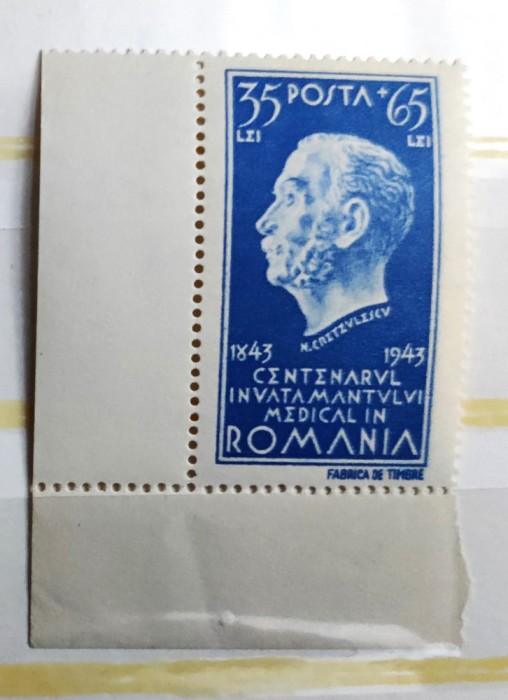 35 POSTA + 65
LEI LEI
N. CRETZULESCU
1843 1943
CENTENARUL
INVATAMANTULUI
MEDICAL IN
ROMANIA
FABRICA DE TIMBRE